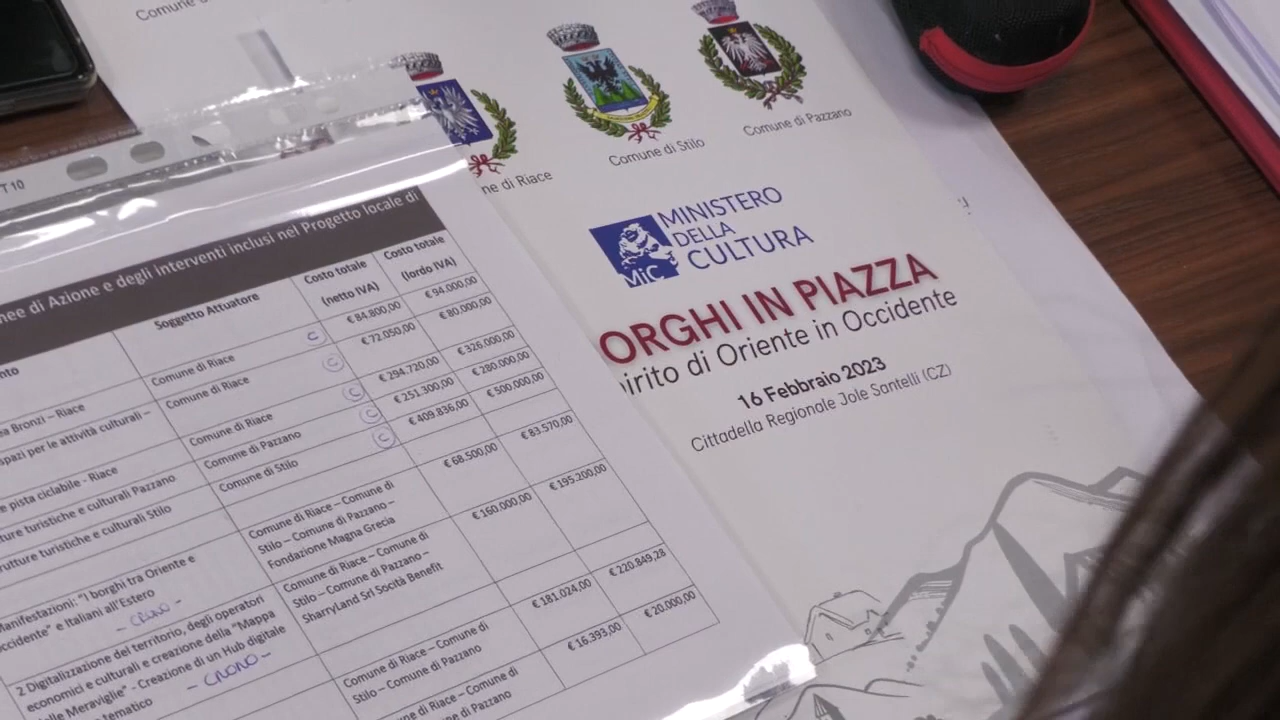 Comune
ne di Riace
Comune di Stilo
Comune di Pazzano
MiC
MINISTERO
DELLA
CULTURA
ORGHI IN PIAZZA
pirito di Oriente in Occidente
16 Febbraio 2023
Cittadella Regionale Jole Santelli (CZ)
T10
nee di Azione e degli interventi inclusi nel Progetto locale di
nto
Soggetto Attuatore
Costo totale
(netto IVA)
Costo totale
(lordo IVA)
ea Bronzi – Riace
Comune di Riace
C
€ 84.800,00
€ 94.000,00
spazi per le attività culturali –
Comune di Riace
C
€ 72.050,00
€ 80.000,00
e pista ciclabile - Riace
Comune di Riace
C
€ 294.720,00
€ 326.000,00
ture turistiche e culturali Pazzano
Comune di Pazzano
C
€ 251.300,00
€ 280.000,00
rutture turistiche e culturali Stilo
Comune di Stilo
C
€ 409.836,00
€ 500.000,00
Manifestazioni: "I borghi tra Oriente e
ccidente" e Italiani all'Estero
Comune di Riace – Comune di
Stilo – Comune di Pazzano –
Fondazione Magna Grecia
€ 68.500,00
€ 83.570,00
2 Digitalizzazione del territorio, degli operatori
economici e culturali e creazione della "Mappa
delle Meraviglie" - Creazione di un Hub digitale
tematico
– CRONO –
Comune di Riace – Comune di
Stilo – Comune di Pazzano –
SharryLand Srl Socità Benefit
€ 160.000,00
€ 195.200,00
Comune di Riace – Comune di
Stilo – Comune di Pazzano
€ 181.024,00
€ 220.849,28
Comune di Riace – Comune di
€ 16.393,00
€ 20.000,00